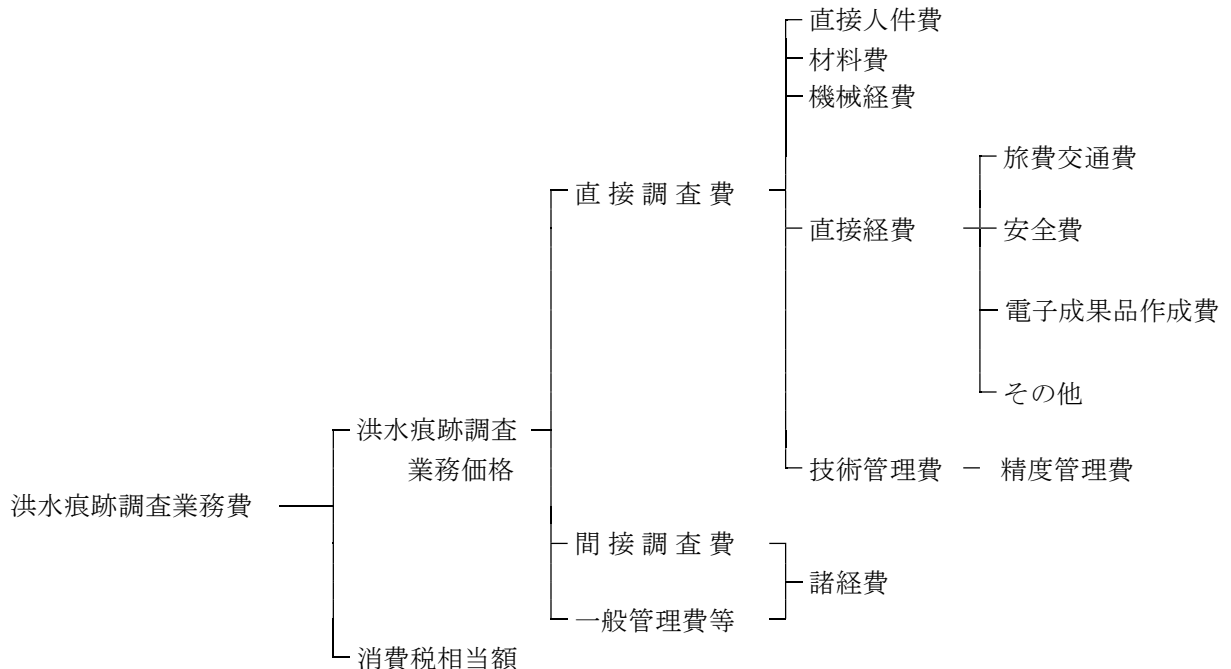 直接人件費
材料費
機械経費
旅費交通費
直 接 調 査 費
直接経費
安全費
電子成果品作成費
その他
洪水痕跡調査
業務価格
技術管理費
精度管理費
洪水痕跡調査業務費
間 接 調 査 費
諸経費
一般管理費等
消費税相当額